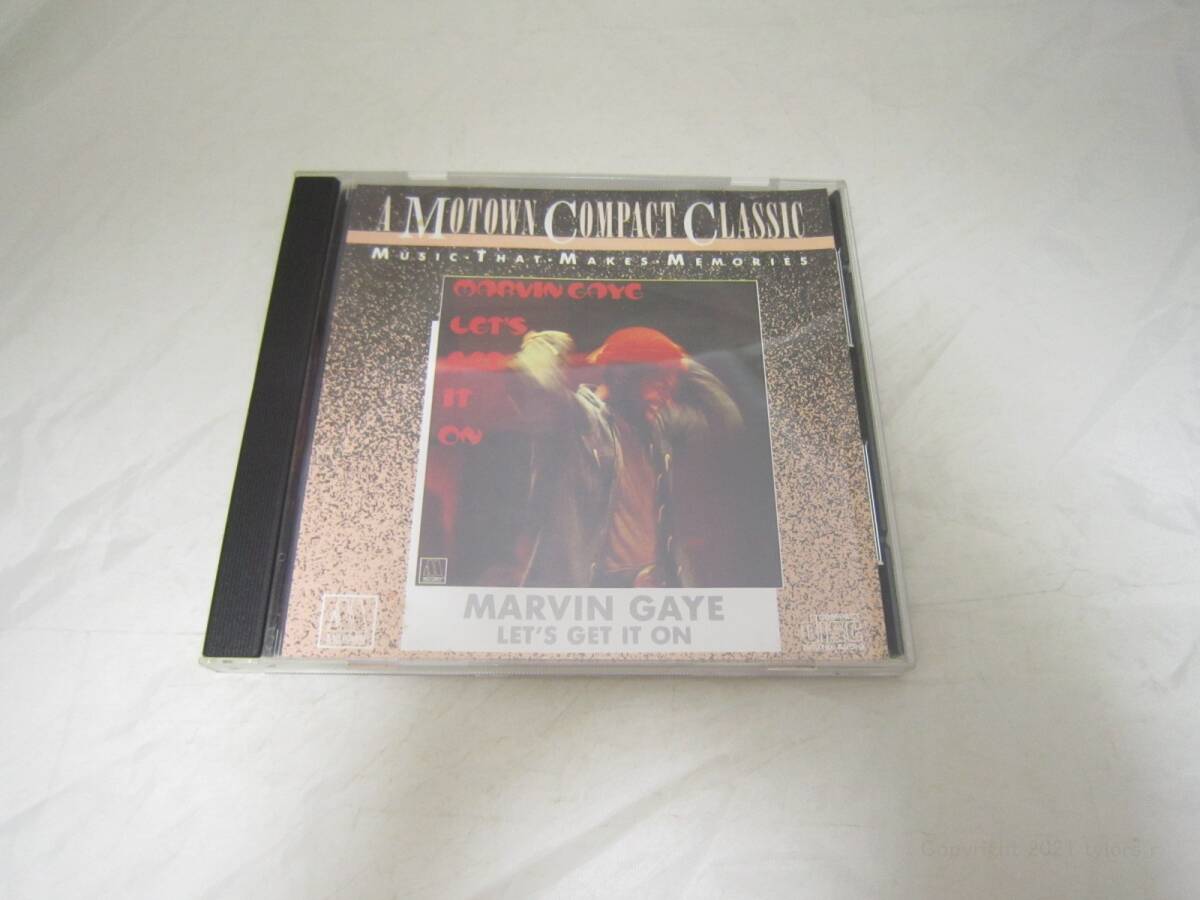 A MOTOWN COMPACT CLASSIC
MUSIC·THAT·MAKES·MEMORIES
MARVIN GAYE
LET'S
IT
ON
MARVIN GAYE
LET'S GET IT ON
Copyright 2021